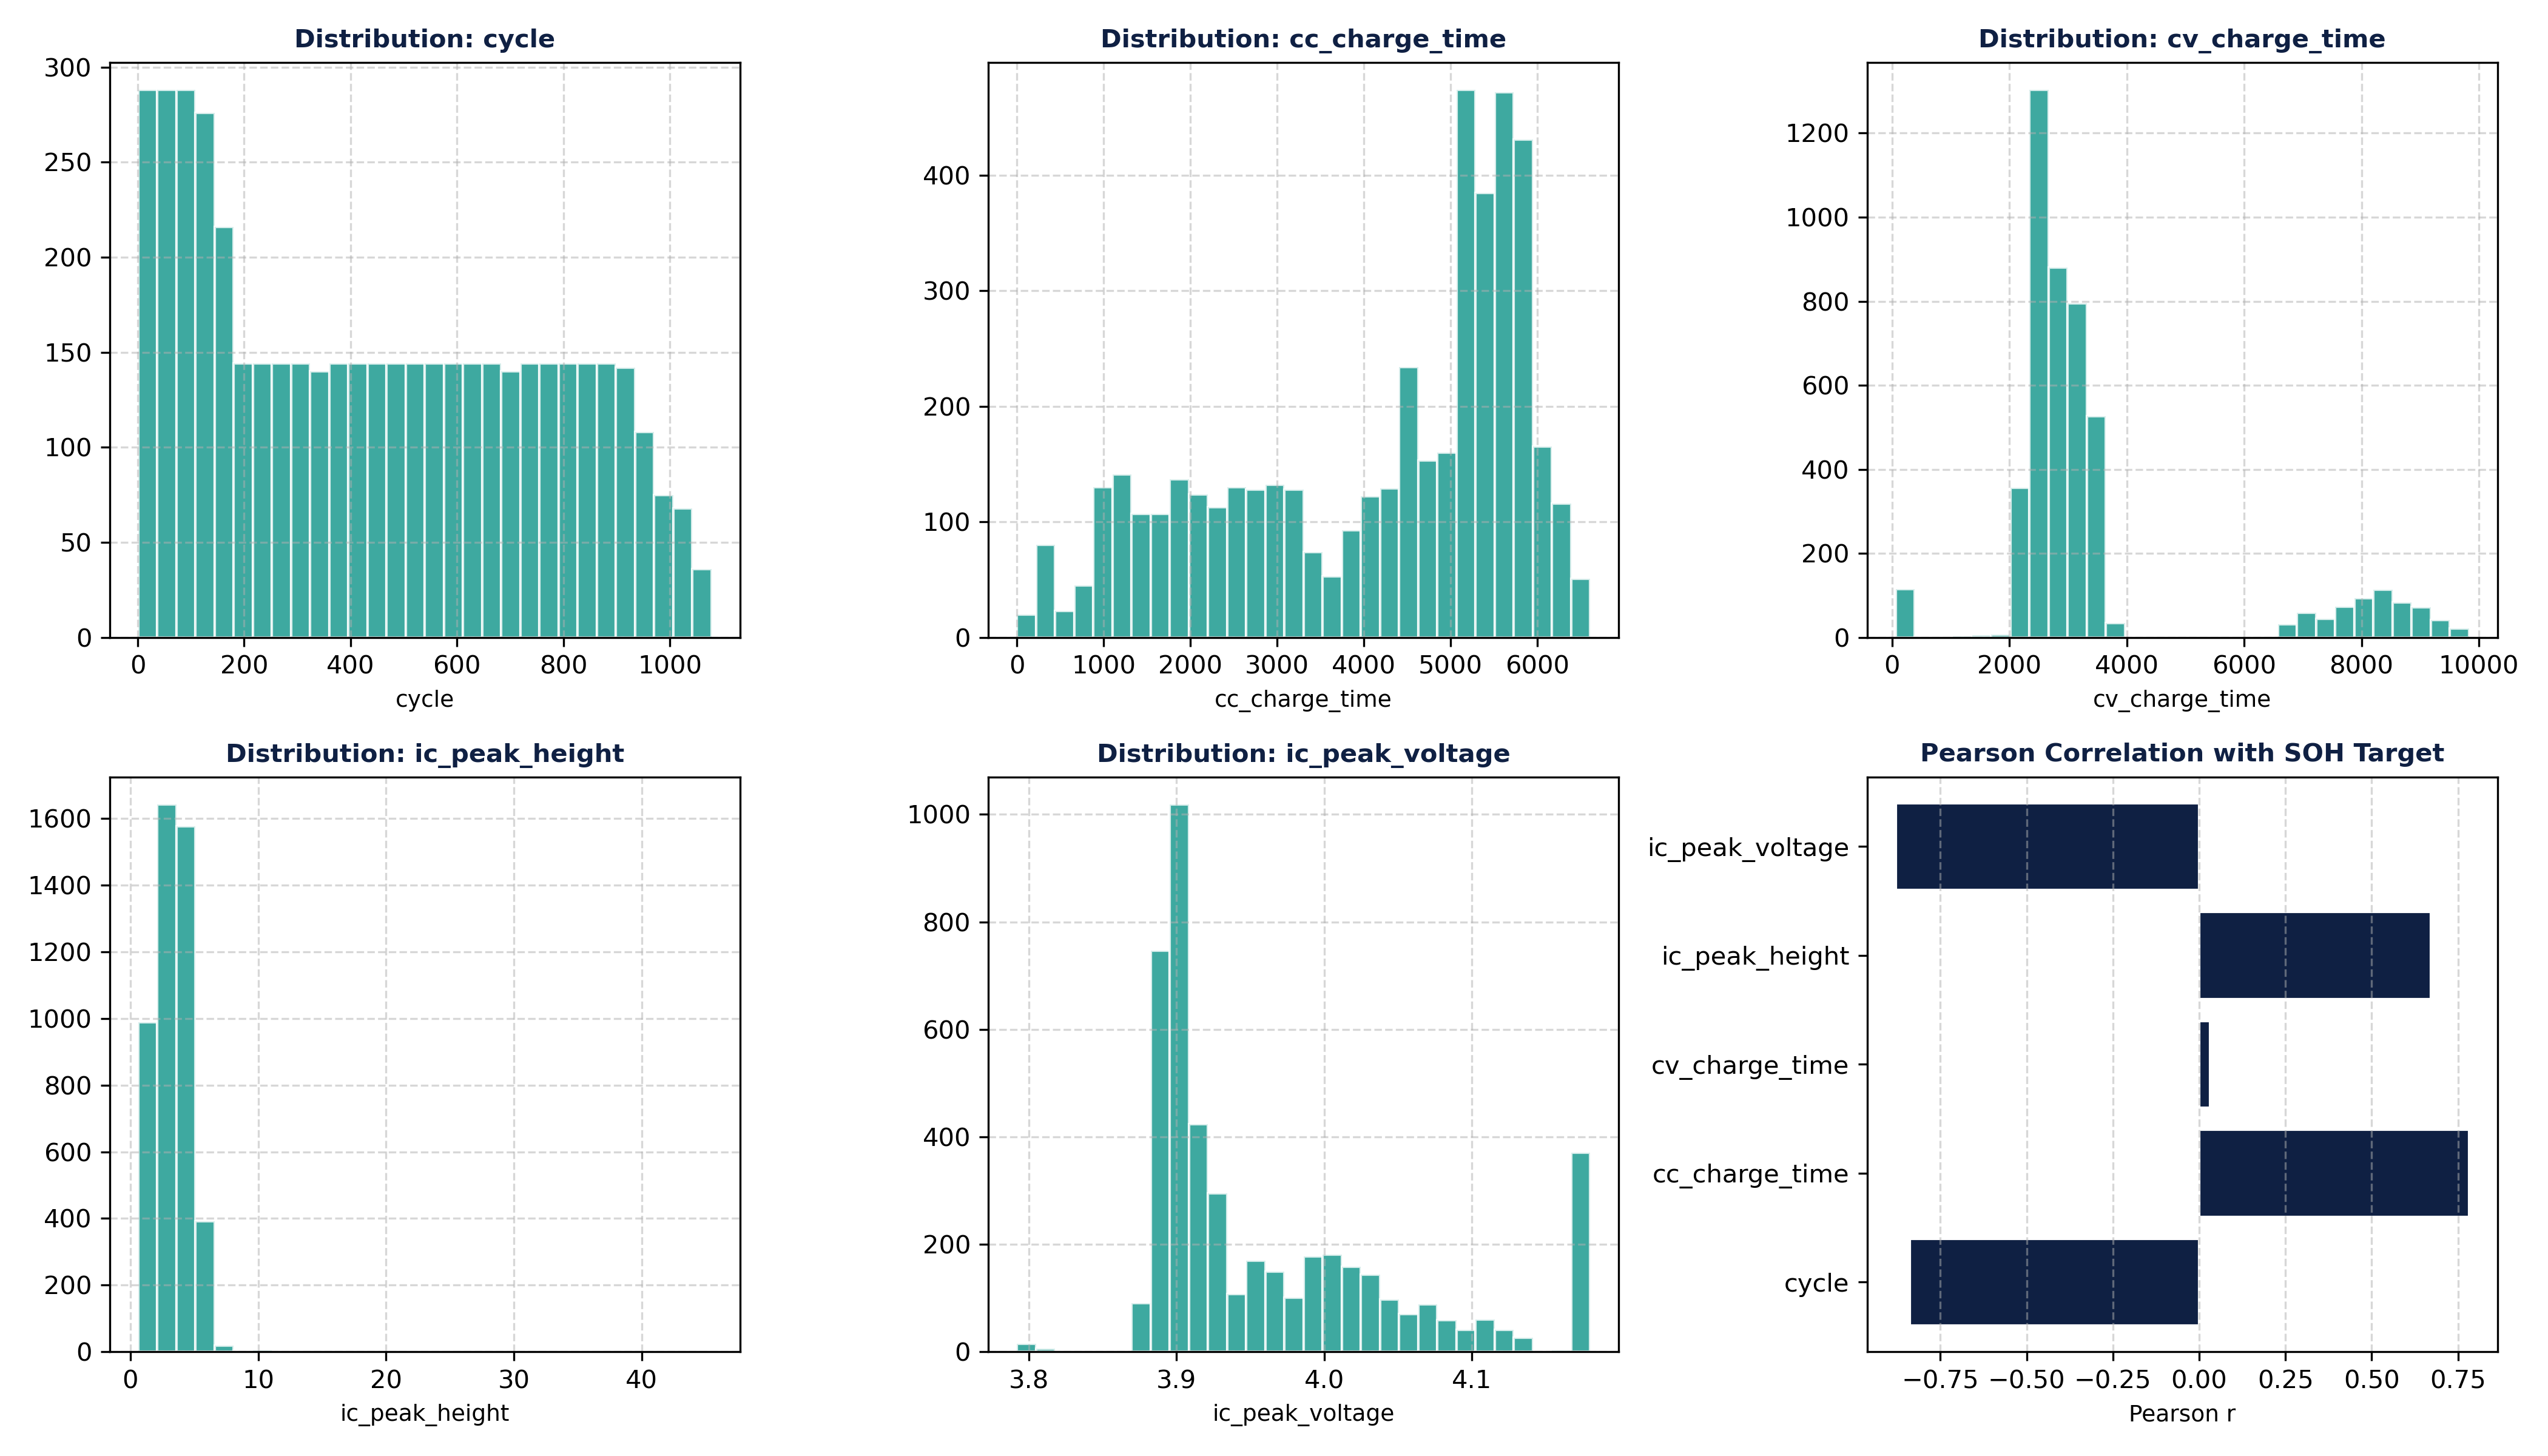 Distribution: cycle
300
250
200
150
100
50
0
0 200 400 600 800 1000
cycle
Distribution: cc_charge_time
400
300
200
100
0
0 1000 2000 3000 4000 5000 6000
cc_charge_time
Distribution: cv_charge_time
1200
1000
800
600
400
200
0
0 2000 4000 6000 8000 10000
cv_charge_time
Distribution: ic_peak_height
1600
1400
1200
1000
800
600
400
200
0
0 10 20 30 40
ic_peak_height
Distribution: ic_peak_voltage
1000
800
600
400
200
0
3.8 3.9 4.0 4.1
ic_peak_voltage
Pearson Correlation with SOH Target
ic_peak_voltage
ic_peak_height
cv_charge_time
cc_charge_time
cycle
−0.75 −0.50 −0.25 0.00 0.25 0.50 0.75
Pearson r